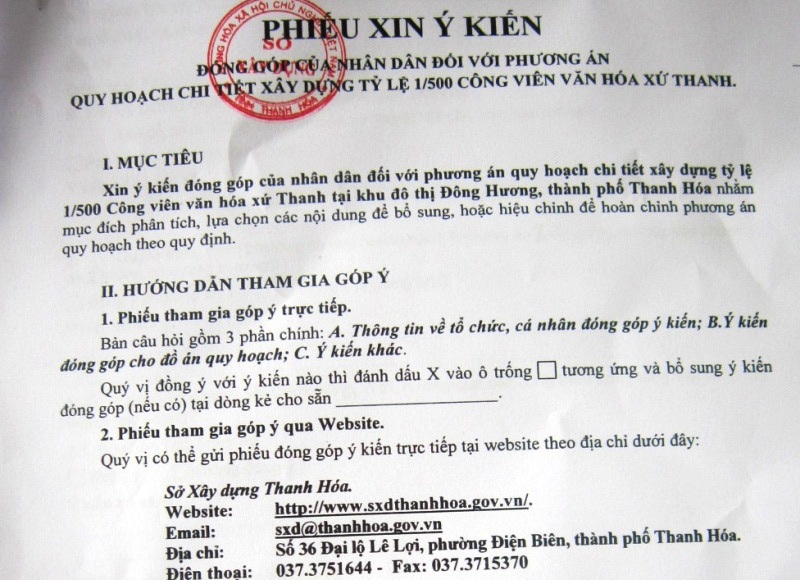 PHIẾU XIN Ý KIẾN
ĐÓNG GÓP CỦA NHÂN DÂN ĐỐI VỚI PHƯƠNG ÁN
QUY HOẠCH CHI TIẾT XÂY DỰNG TỶ LỆ 1/500 CÔNG VIÊN VĂN HÓA XỨ THANH.
SỞ
XÂY DỰNG
TỈNH THANH HÓA
I. MỤC TIÊU
Xin ý kiến đóng góp của nhân dân đối với phương án quy hoạch chi tiết xây dựng tỷ lệ
1/500 Công viên văn hóa xứ Thanh tại khu đô thị Đông Hương, thành phố Thanh Hóa nhằm
mục đích phân tích, lựa chọn các nội dung để bổ sung, hoặc hiệu chỉnh để hoàn chỉnh phương án
quy hoạch theo quy định.
II. HƯỚNG DẪN THAM GIA GÓP Ý
1. Phiếu tham gia góp ý trực tiếp.
Bản câu hỏi gồm 3 phần chính: A. Thông tin về tổ chức, cá nhân đóng góp ý kiến; B.Ý kiến
đóng góp cho đồ án quy hoạch; C. Ý kiến khác.
Quý vị đồng ý với ý kiến nào thì đánh dấu X vào ô trống □ tương ứng và bổ sung ý kiến
đóng góp (nếu có) tại dòng kẻ cho sẵn ____________________.
2. Phiếu tham gia góp ý qua Website.
Quý vị có thể gửi phiếu đóng góp ý kiến trực tiếp tại website theo địa chỉ dưới đây:
Sở Xây dựng Thanh Hóa.
Website: http://www.sxdthanhhoa.gov.vn/.
Email: sxd@thanhhoa.gov.vn
Địa chỉ: Số 36 Đại lộ Lê Lợi, phường Điện Biên, thành phố Thanh Hóa.
Điện thoại: 037.3751644 - Fax: 037.3715370